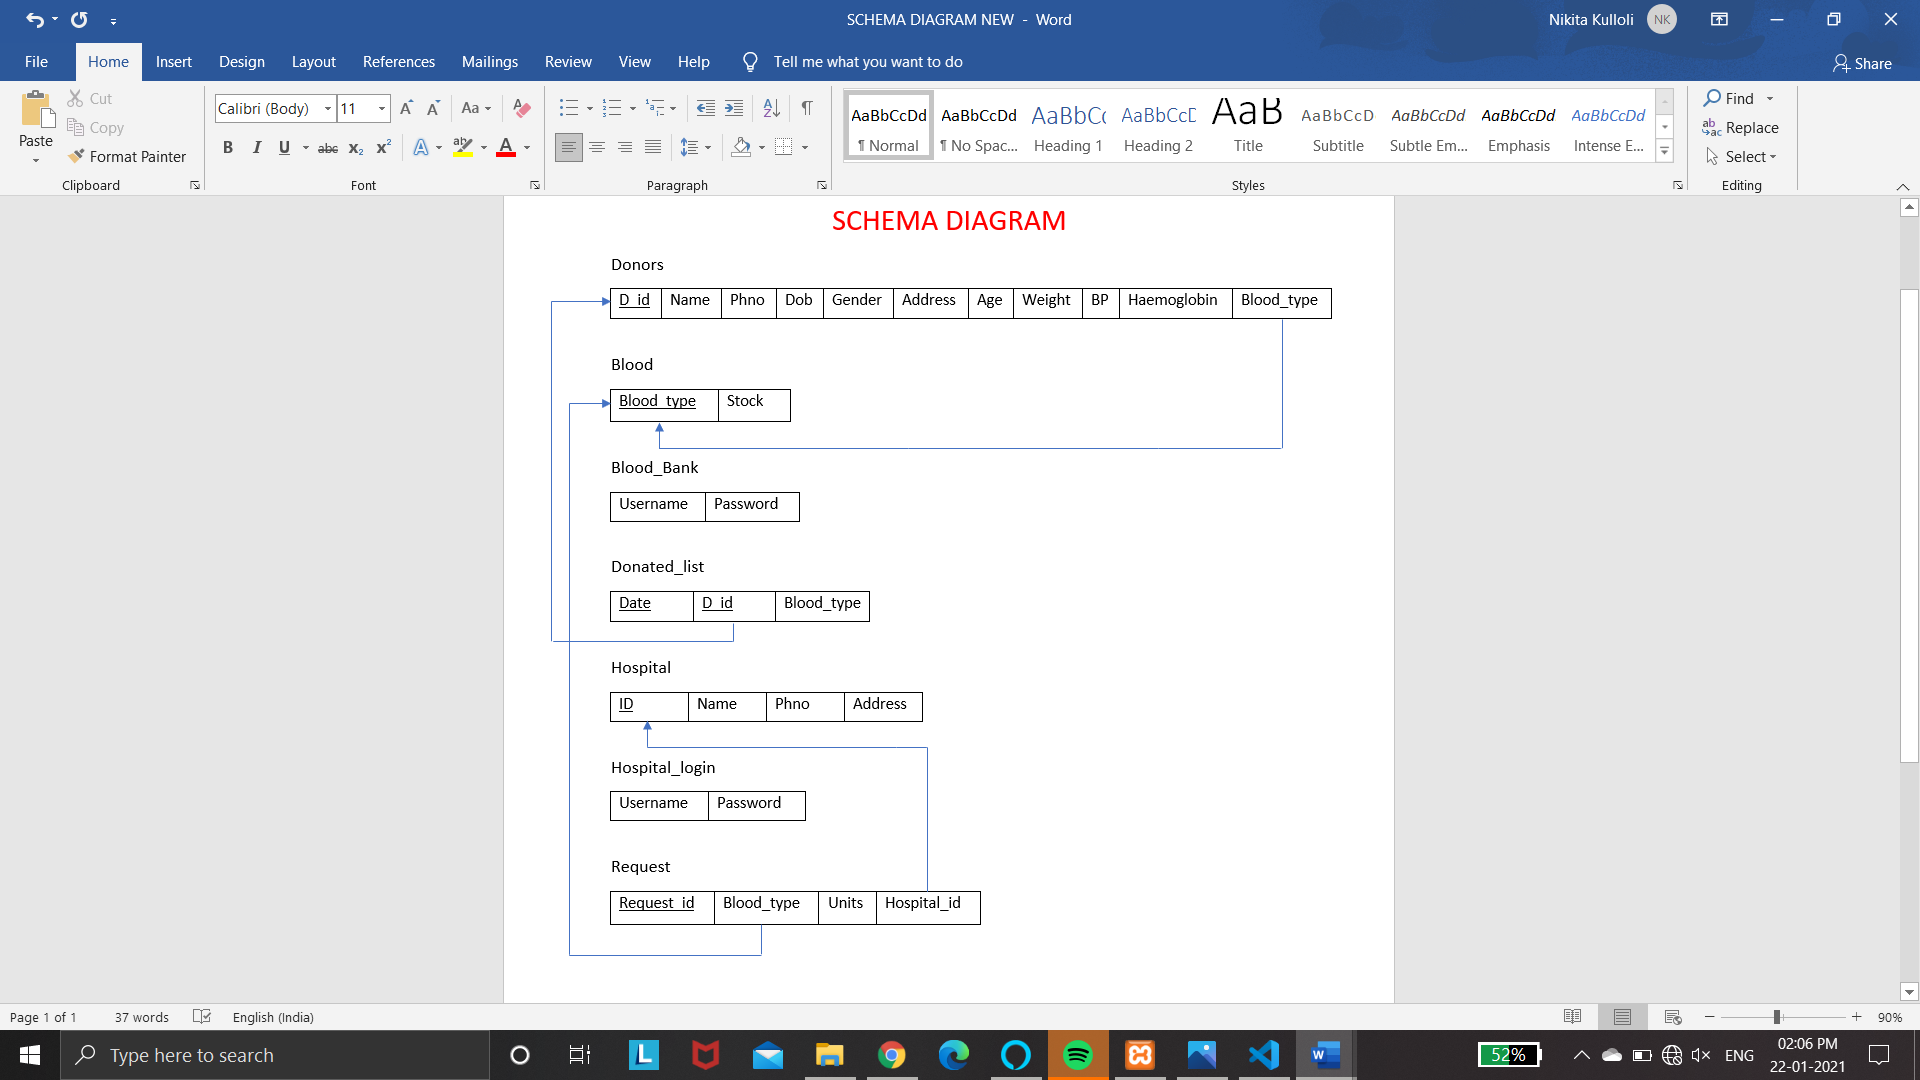 SCHEMA DIAGRAM NEW - Word
Nikita Kulloli NK
File Home Insert Design Layout References Mailings Review View Help Tell me what you want to do Share
Paste
Cut
Copy
Format Painter
Clipboard
Calibri (Body) 11
Aa
B I U abc x₂ x² A ab A
Font
Paragraph
AaBbCcDd AaBbCcDd AaBbCc AaBbCcE AaB AaBbCcD AaBbCcDd AaBbCcDd AaBbCcDd
¶ Normal ¶ No Spac... Heading 1 Heading 2 Title Subtitle Subtle Em... Emphasis Intense E...
Styles
Find
Replace
Select
Editing
SCHEMA DIAGRAM
Donors
D_id Name Phno Dob Gender Address Age Weight BP Haemoglobin Blood_type
Blood
Blood_type Stock
Blood_Bank
Username Password
Donated_list
Date D_id Blood_type
Hospital
ID Name Phno Address
Hospital_login
Username Password
Request
Request_id Blood_type Units Hospital_id
Page 1 of 1 37 words English (India) 90%
Type here to search
L
52%
ENG
02:06 PM
22-01-2021